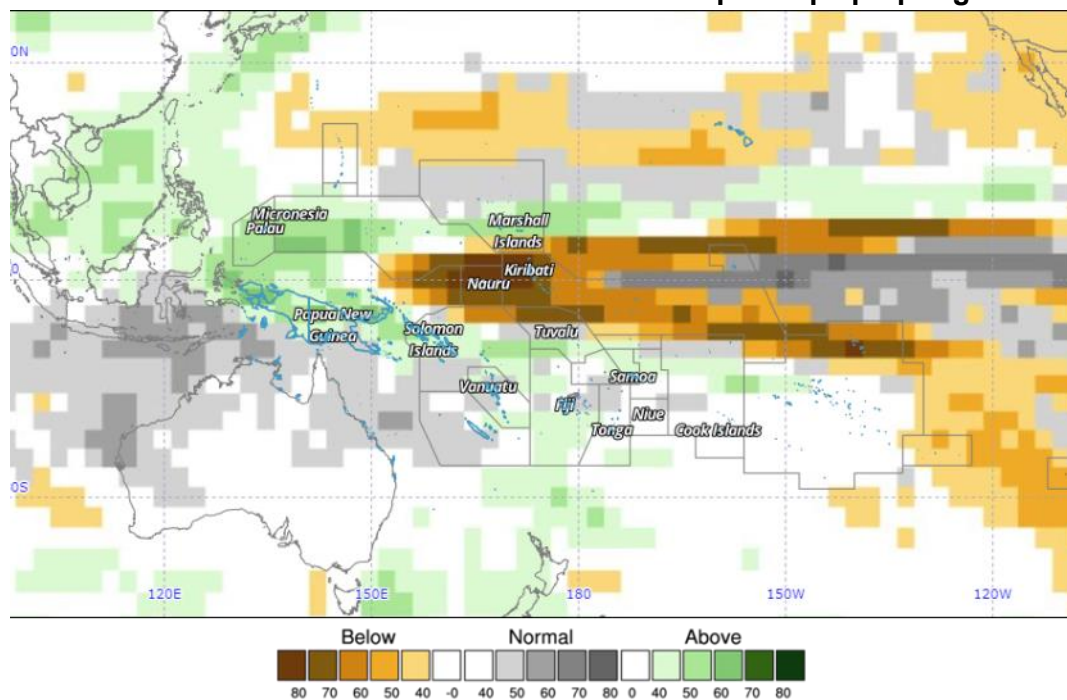 0N
Micronesia
Palau
Marshall
Islands
Kiribati
Nauru
0
Papua New
Guinea
Solomon
Islands
Tuvalu
Samoa
Vanuatu
Fiji
Niue
Tonga
Cook Islands
0S
120E 150E 180 150W 120W
Below Normal Above
80 70 60 50 40 -0 40 50 60 70 80 0 40 50 60 70 80